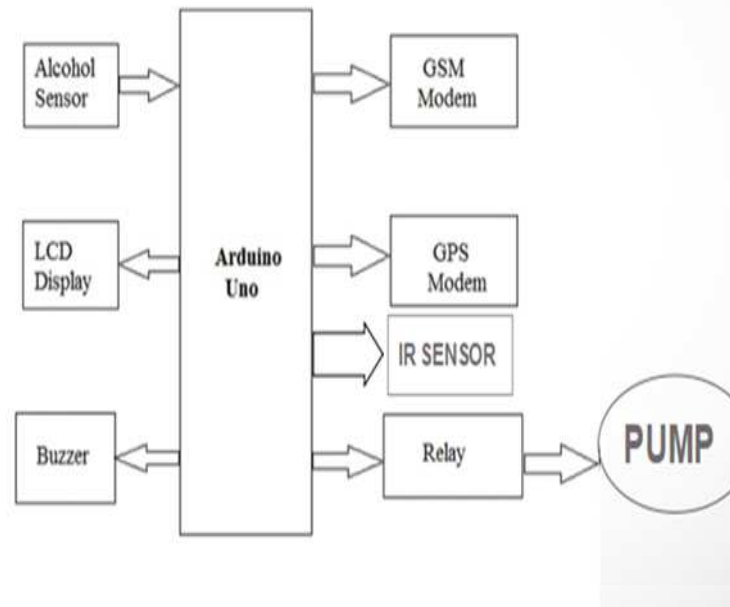 Alcohol
Sensor
GSM
Modem
LCD
Display
Arduino
Uno
GPS
Modem
IR SENSOR
Buzzer
Relay
PUMP